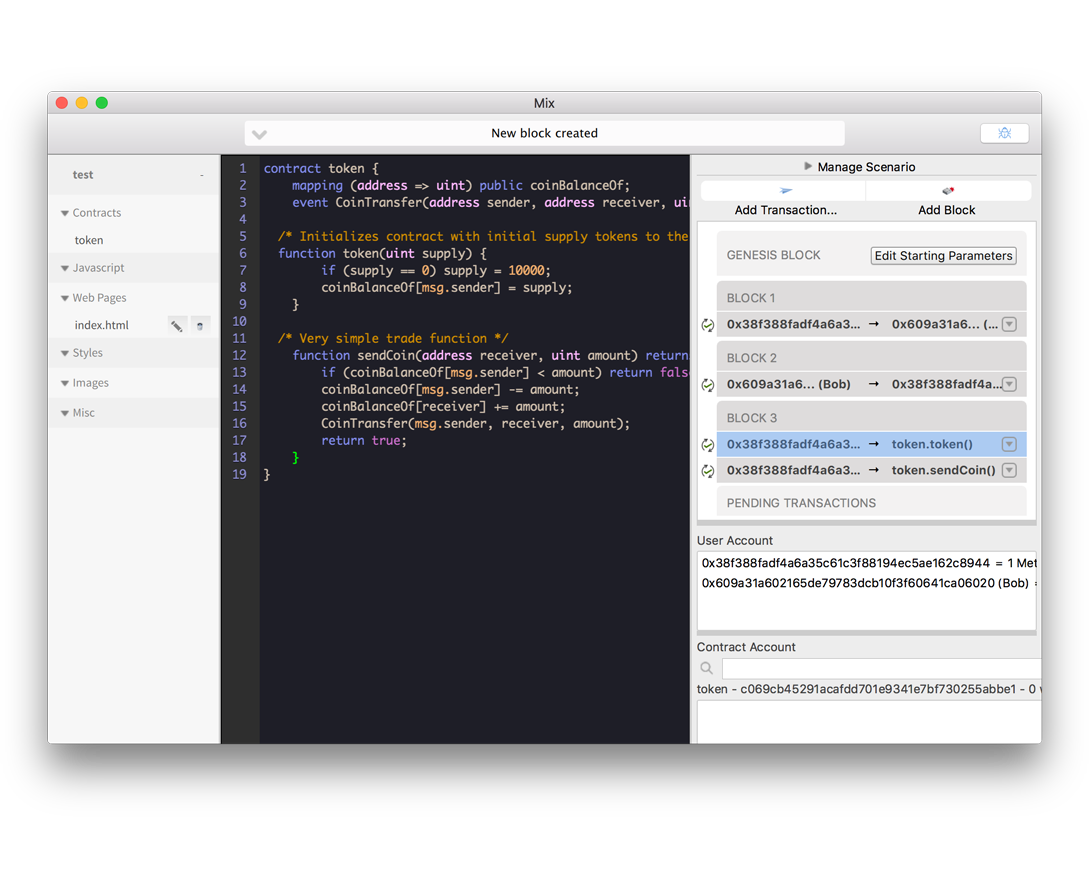 Mix
New block created
test -
Contracts
token
Javascript
Web Pages
index.html
Styles
Images
Misc
1 contract token {
2 mapping (address => uint) public coinBalanceOf;
3 event CoinTransfer(address sender, address receiver, ui
4
5 /* Initializes contract with initial supply tokens to the
6 function token(uint supply) {
7 if (supply == 0) supply = 10000;
8 coinBalanceOf[msg.sender] = supply;
9 }
10
11 /* Very simple trade function */
12 function sendCoin(address receiver, uint amount) return
13 if (coinBalanceOf[msg.sender] < amount) return fals
14 coinBalanceOf[msg.sender] -= amount;
15 coinBalanceOf[receiver] += amount;
16 CoinTransfer(msg.sender, receiver, amount);
17 return true;
18 }
19 }
Manage Scenario
Add Transaction... Add Block
GENESIS BLOCK Edit Starting Parameters
BLOCK 1
0x38f388fadf4a6a3... → 0x609a31a6... (...
BLOCK 2
0x609a31a6... (Bob) → 0x38f388fadf4a...
BLOCK 3
0x38f388fadf4a6a3... → token.token()
0x38f388fadf4a6a3... → token.sendCoin()
PENDING TRANSACTIONS
User Account
0x38f388fadf4a6a35c61c3f88194ec5ae162c8944 = 1 Met
0x609a31a602165de79783dcb10f3f60641ca06020 (Bob) =
Contract Account
token - c069cb45291acafdd701e9341e7bf730255abbe1 - 0